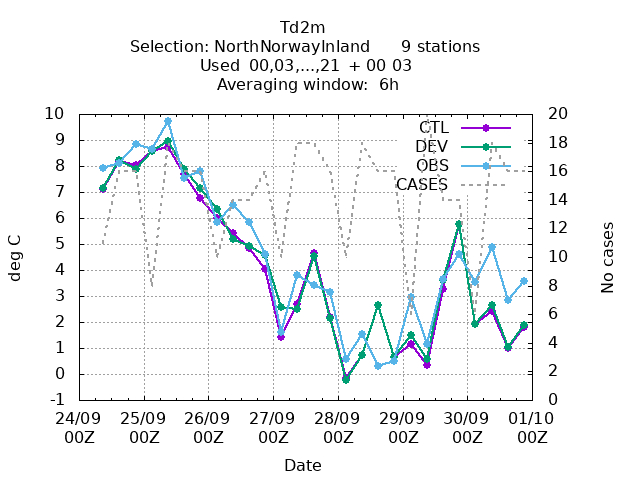 Td2m
Selection: NorthNorwayInland 9 stations
Used 00,03,...,21 + 00 03
Averaging window: 6h
CTL
DEV
OBS
CASES
deg C
10
9
8
7
6
5
4
3
2
1
0
-1
No cases
20
18
16
14
12
10
8
6
4
2
0
24/09 25/09 26/09 27/09 28/09 29/09 30/09 01/10
00Z 00Z 00Z 00Z 00Z 00Z 00Z 00Z
Date